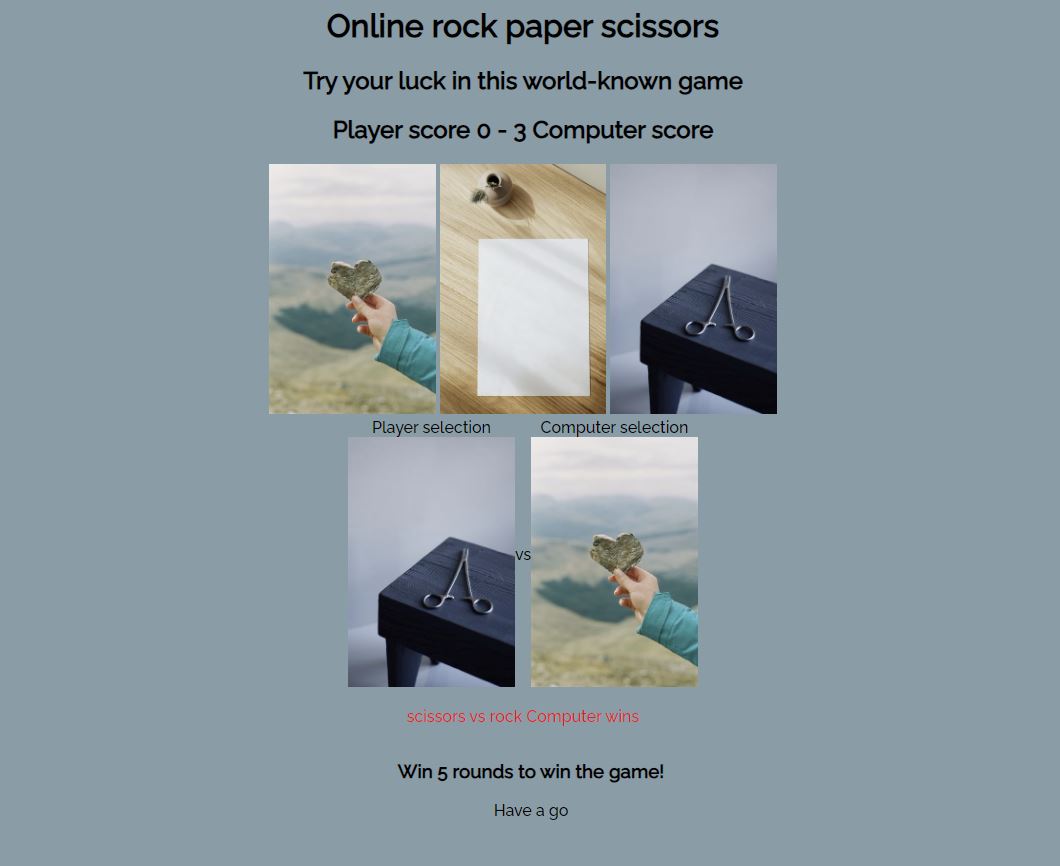 Online rock paper scissors
Try your luck in this world-known game
Player score 0 - 3 Computer score
Player selection
Computer selection
vs
scissors vs rock Computer wins
Win 5 rounds to win the game!
Have a go